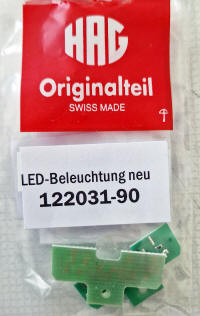 HAG
Originalteil
SWISS MADE
LED-Beleuchtung neu
122031-90